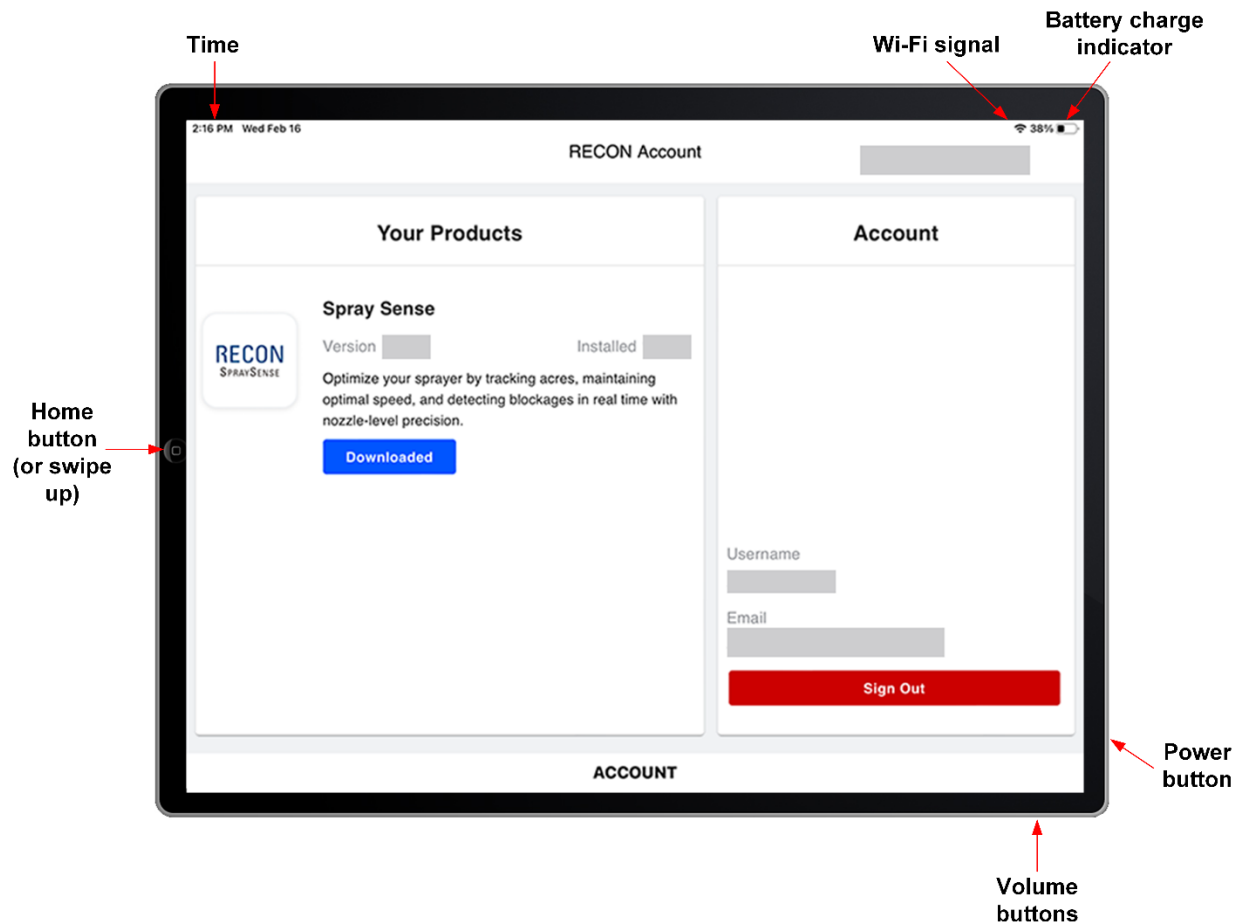 Time
Wi-Fi signal
Battery charge
indicator
2:16 PM Wed Feb 16
38%
RECON Account
Your Products
Account
Spray Sense
RECON
SPRAYSENSE
Version
Installed
Optimize your sprayer by tracking acres, maintaining
optimal speed, and detecting blockages in real time with
nozzle-level precision.
Downloaded
Home
button
(or swipe
up)
Username
Email
Sign Out
ACCOUNT
Power
button
Volume
buttons